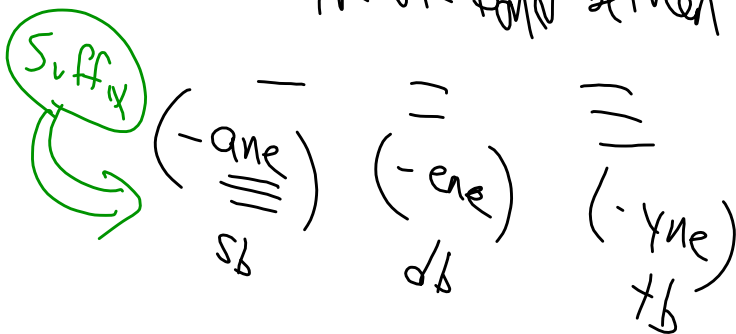 Suffix
(-ane) (-ene) (-yne)
sb db tb